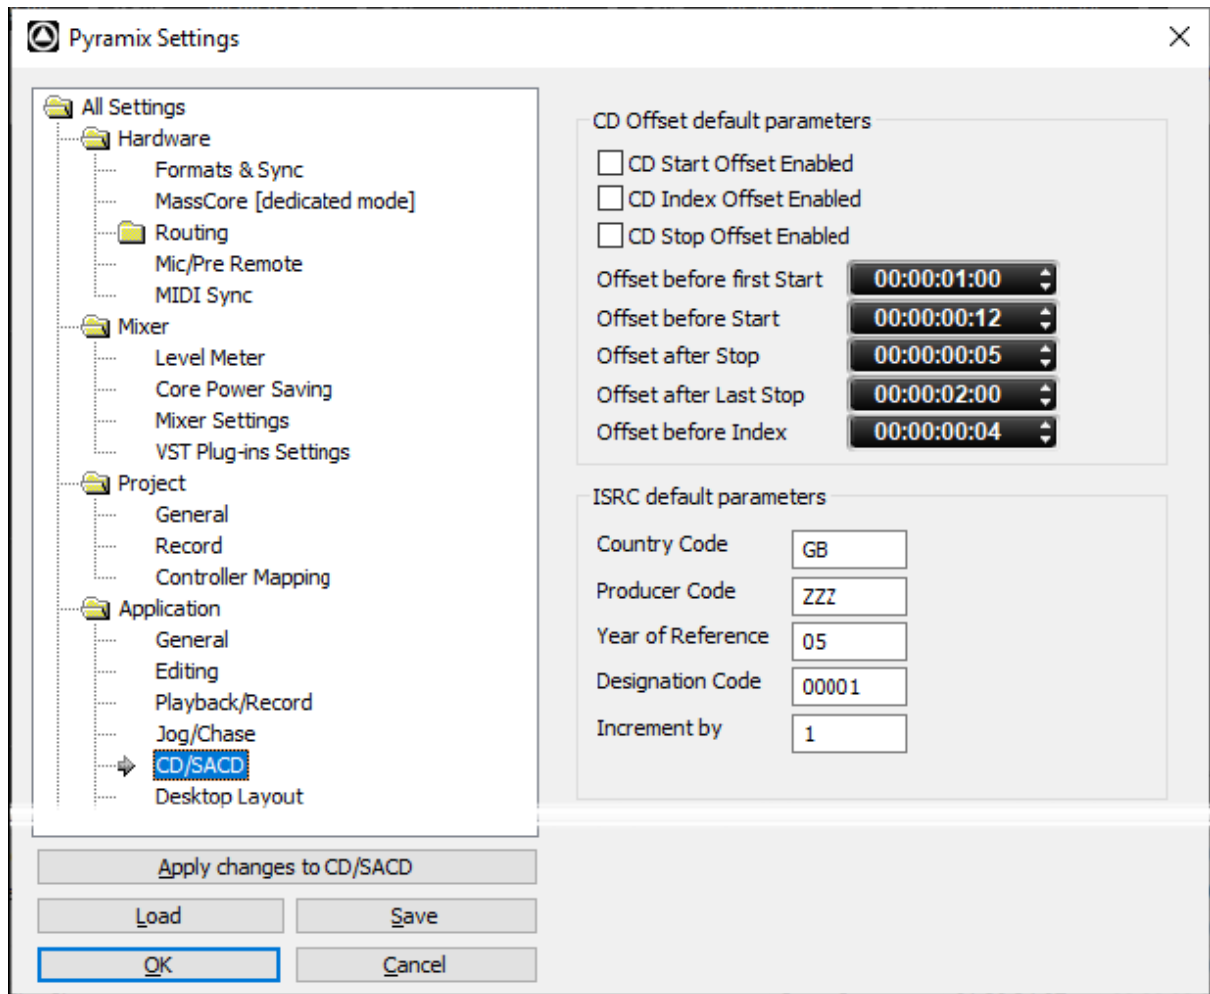 Pyramix Settings
All Settings
Hardware
Formats & Sync
MassCore [dedicated mode]
Routing
Mic/Pre Remote
MIDI Sync
Mixer
Level Meter
Core Power Saving
Mixer Settings
VST Plug-ins Settings
Project
General
Record
Controller Mapping
Application
General
Editing
Playback/Record
Jog/Chase
CD/SACD
Desktop Layout
Apply changes to CD/SACD
Load Save
OK Cancel
CD Offset default parameters
CD Start Offset Enabled
CD Index Offset Enabled
CD Stop Offset Enabled
Offset before first Start 00:00:01:00
Offset before Start 00:00:00:12
Offset after Stop 00:00:00:05
Offset after Last Stop 00:00:02:00
Offset before Index 00:00:00:04
ISRC default parameters
Country Code GB
Producer Code ZZZ
Year of Reference 05
Designation Code 00001
Increment by 1